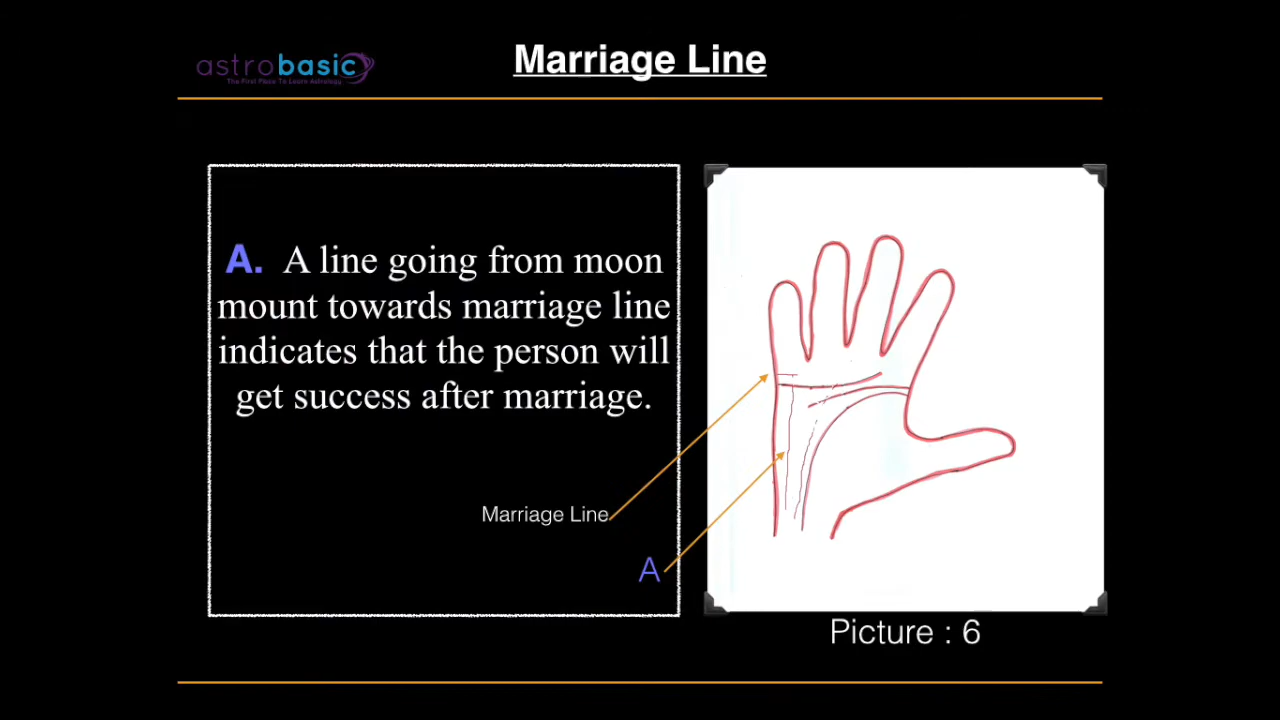 astrobasic
The First Place To Learn Astrology
Marriage Line
A. A line going from moon
mount towards marriage line
indicates that the person will
get success after marriage.
Marriage Line
A
Picture : 6